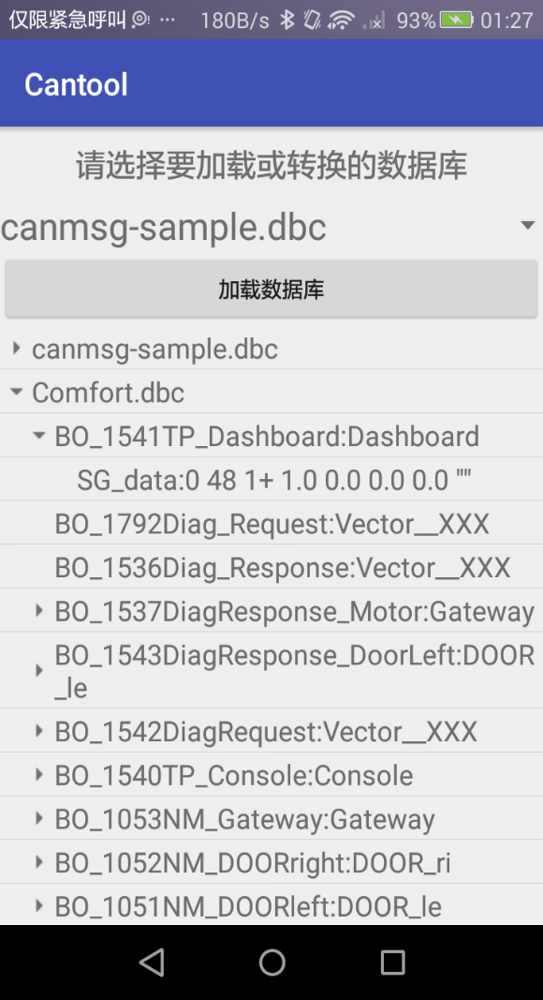 仅限紧急呼叫 ... 180B/s 93% 01:27
Cantool
请选择要加载或转换的数据库
canmsg-sample.dbc
加载数据库
canmsg-sample.dbc
Comfort.dbc
BO_1541TP_Dashboard:Dashboard
SG_data:0 48 1+ 1.0 0.0 0.0 0.0 ""
BO_1792Diag_Request:Vector__XXX
BO_1536Diag_Response:Vector__XXX
BO_1537DiagResponse_Motor:Gateway
BO_1543DiagResponse_DoorLeft:DOOR
_le
BO_1542DiagRequest:Vector__XXX
BO_1540TP_Console:Console
BO_1053NM_Gateway:Gateway
BO_1052NM_DOORright:DOOR_ri
BO_1051NM_DOORleft:DOOR_le